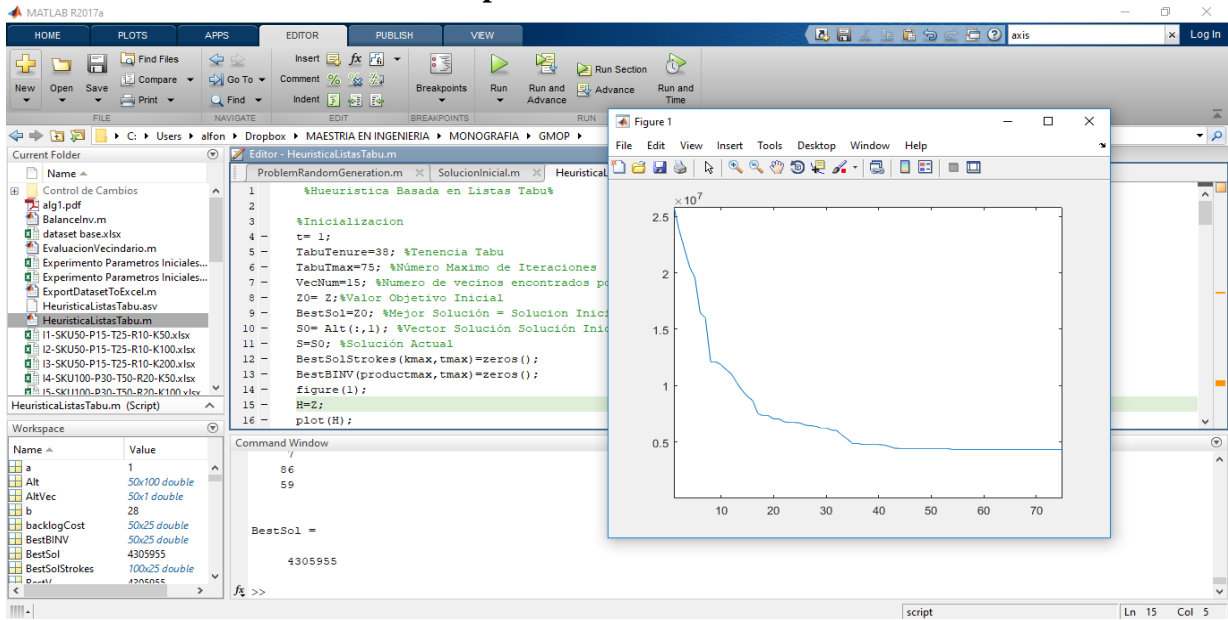 MATLAB R2017a
HOME PLOTS APPS EDITOR PUBLISH VIEW axis Log In
New Open Save Find Files Compare Print
Go To Find
Insert fx Comment Indent
Breakpoints Run Run and Advance Run Section Advance Run and Time
FILE NAVIGATE EDIT BREAKPOINTS RUN
C: Users alfon Dropbox MAESTRIA EN INGENIERIA MONOGRAFIA GMOP
Current Folder
Name
Control de Cambios
alg1.pdf
BalanceInv.m
dataset base.xlsx
EvaluacionVecindario.m
Experimento Parametros Iniciales...
Experimento Parametros Iniciales...
ExportDatasetToExcel.m
HeuristicaListasTabu.asv
HeuristicaListasTabu.m
I1-SKU50-P15-T25-R10-K50.xlsx
I2-SKU50-P15-T25-R10-K100.xlsx
I3-SKU50-P15-T25-R10-K200.xlsx
I4-SKU100-P30-T50-R20-K50.xlsx
I5-SKU100-P30-T50-R20-K100.xlsx
HeuristicaListasTabu.m (Script)
Workspace
Name Value
a 1
Alt 50x100 double
AltVec 50x1 double
b 28
backlogCost 50x25 double
BestBINV 50x25 double
BestSol 4305955
BestSolStrokes 100x25 double
BestV 4305955
Editor - HeuristicaListasTabu.m
ProblemRandomGeneration.m SolucionInicial.m HeuristicaL
1 %Hueuristica Basada en Listas Tabu%
2
3 %Inicializacion
4 - t= 1;
5 - TabuTenure=38; %Tenencia Tabu
6 - TabuTmax=75; %Número Maximo de Iteraciones
7 - VecNum=15; %Numero de vecinos encontrados po
8 - Z0= Z;%Valor Objetivo Inicial
9 - BestSol=Z0; %Mejor Solución = Solucion Inici
10 - S0= Alt(:,1); %Vector Solución Solución Inic
11 - S=S0; %Solución Actual
12 - BestSolStrokes(kmax,tmax)=zeros();
13 - BestBINV(productmax,tmax)=zeros();
14 - figure(1);
15 - H=Z;
16 - plot(H);
Command Window
7
86
59
BestSol =
4305955
fx >>
Figure 1
File Edit View Insert Tools Desktop Window Help
×10⁷
2.5
2
1.5
1
0.5
10 20 30 40 50 60 70
script Ln 15 Col 5